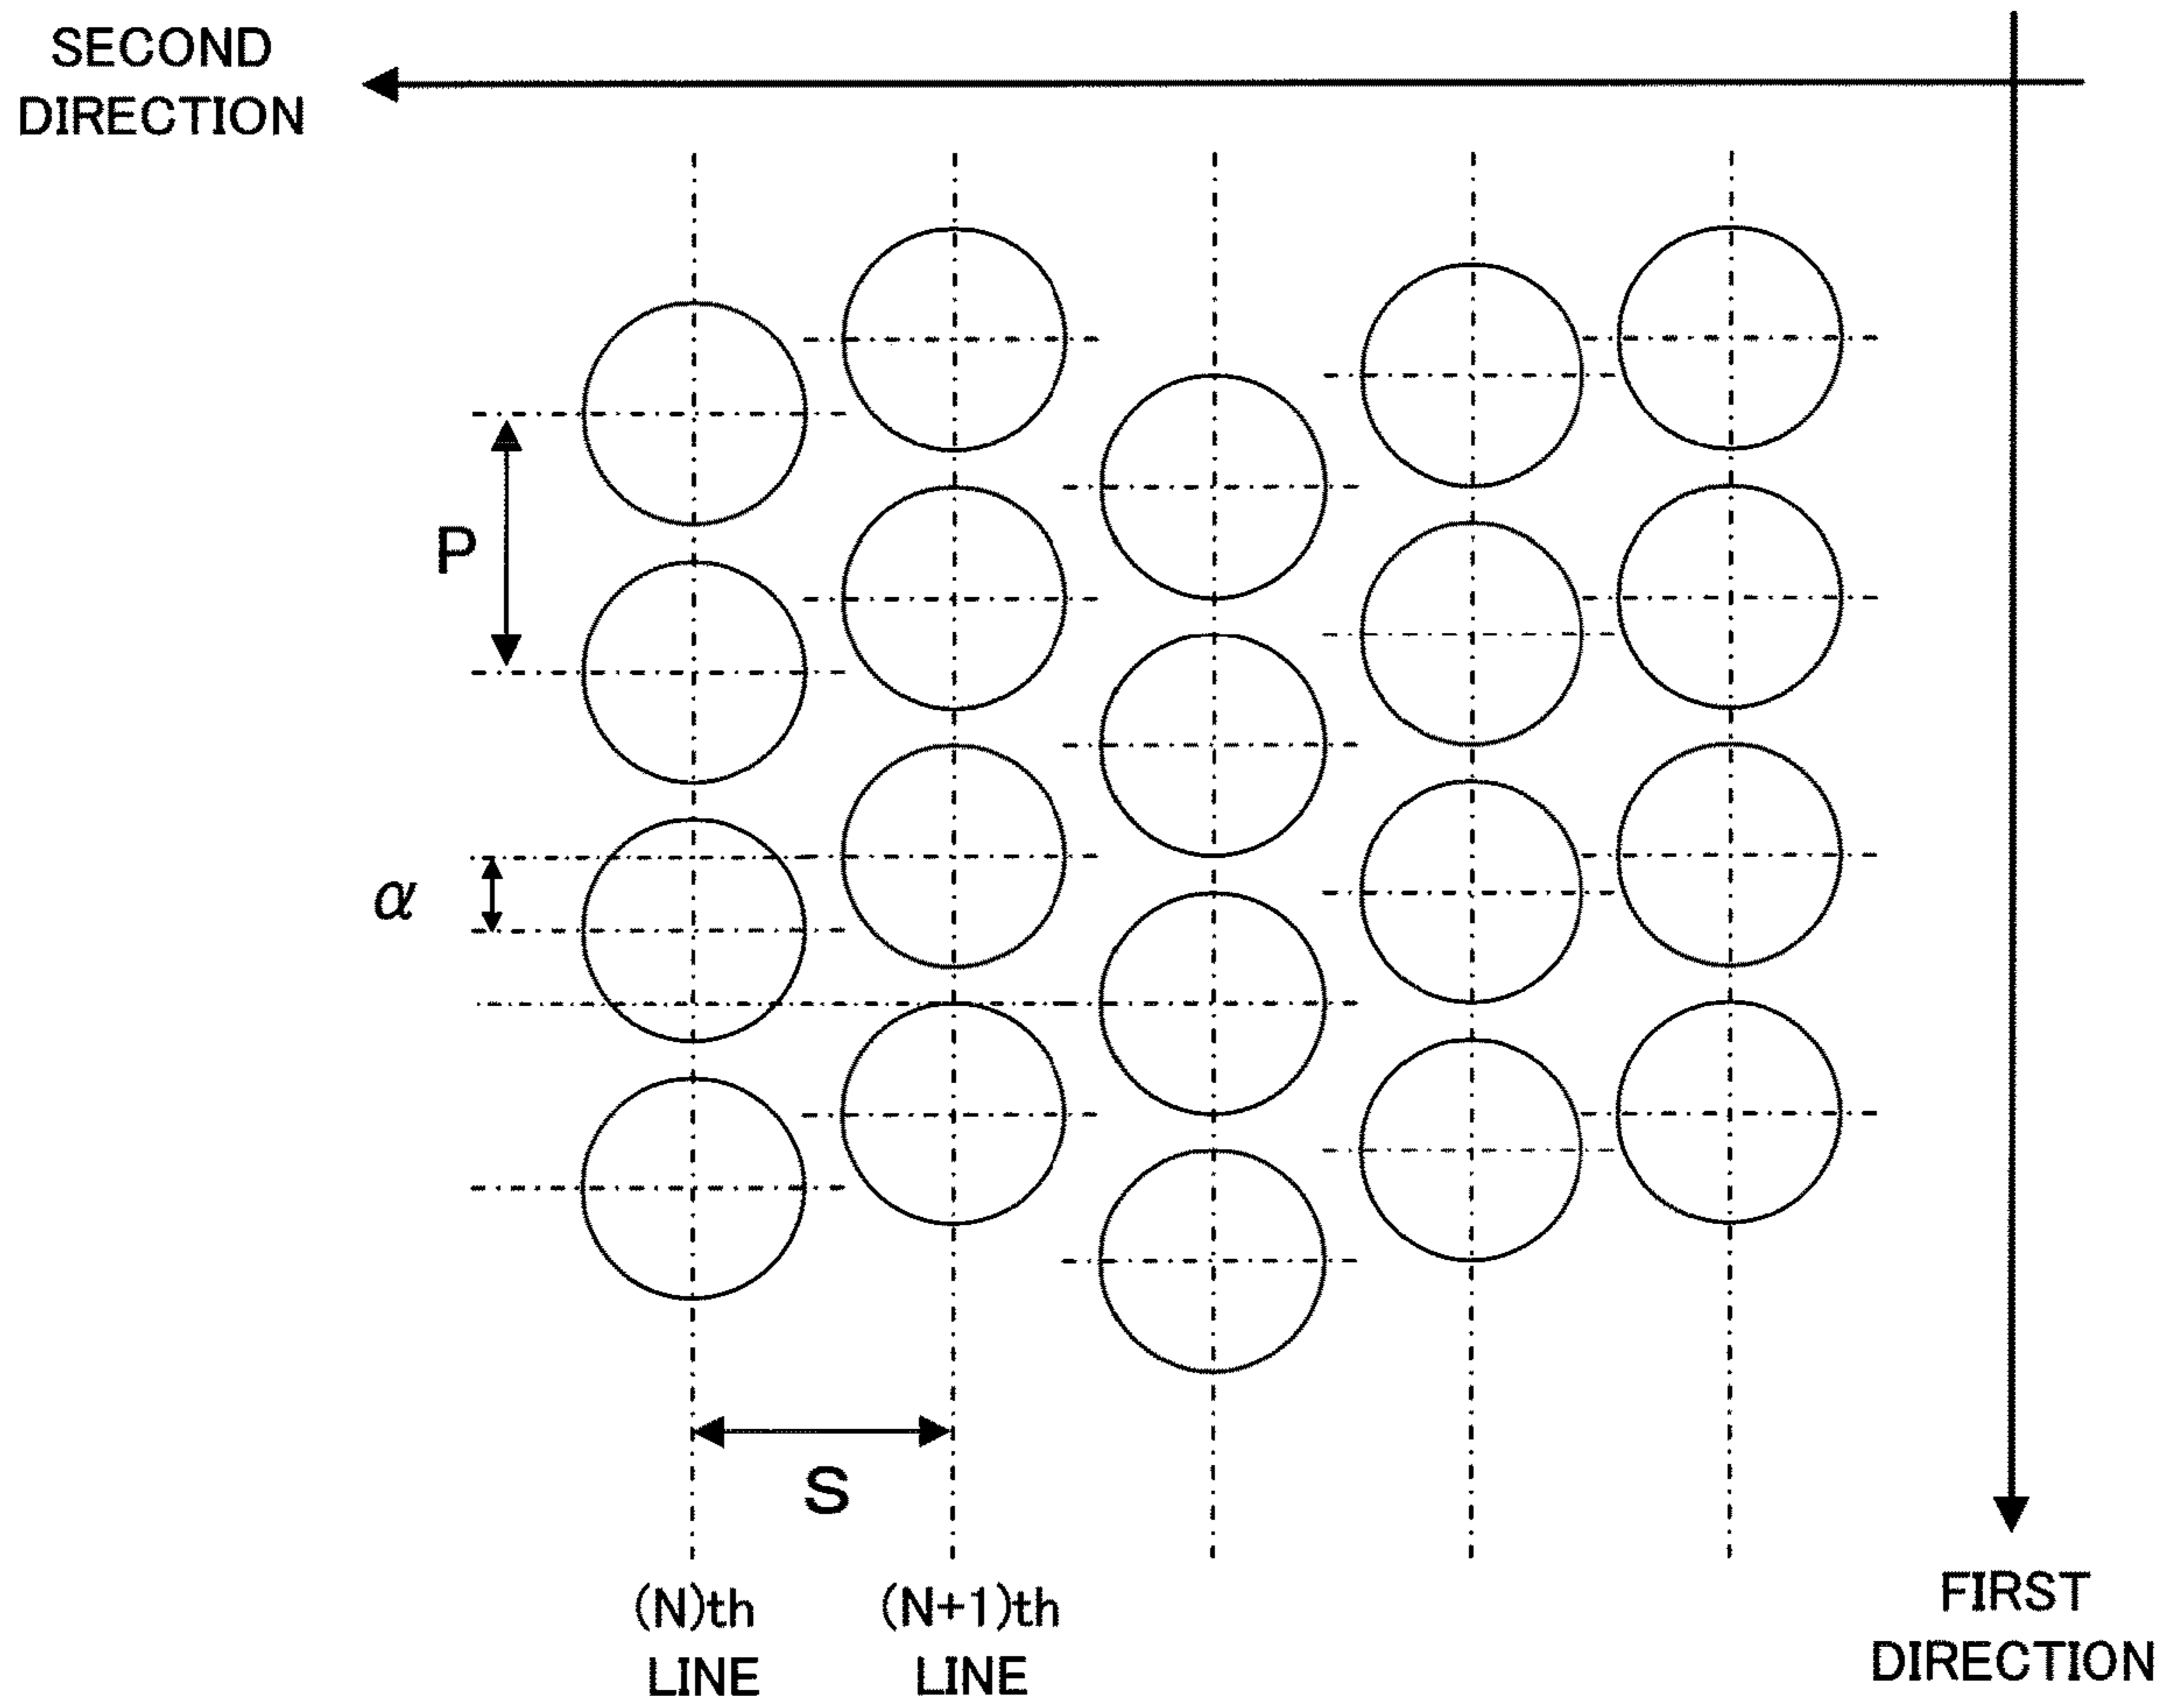 SECOND
DIRECTION
P
α
S
(N)th
LINE
(N+1)th
LINE
FIRST
DIRECTION